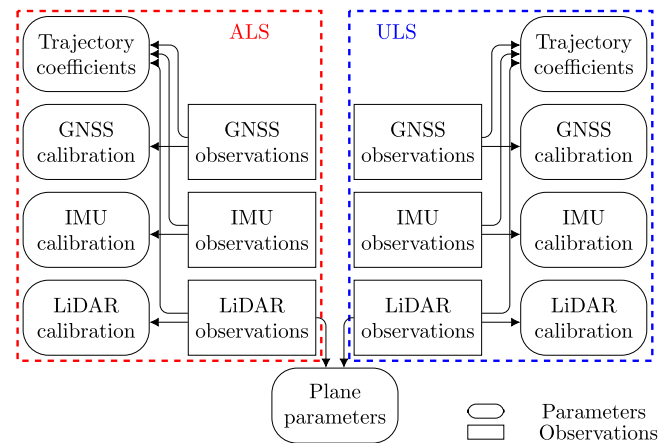 ALS
ULS
Trajectory
coefficients
GNSS
calibration
IMU
calibration
LiDAR
calibration
GNSS
observations
IMU
observations
LiDAR
observations
GNSS
observations
IMU
observations
LiDAR
observations
Trajectory
coefficients
GNSS
calibration
IMU
calibration
LiDAR
calibration
Plane
parameters
Parameters
Observations